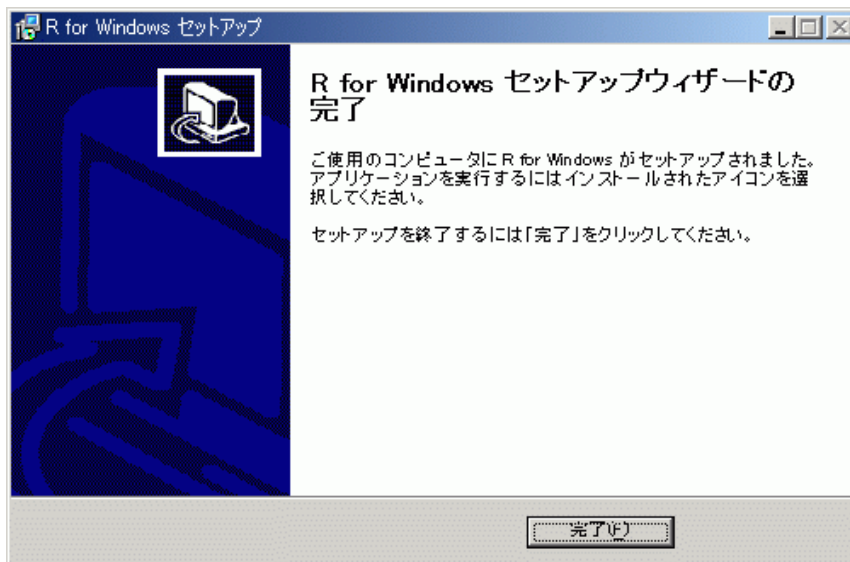 R for Windows セットアップ
R for Windows セットアップウィザードの
完了
ご使用のコンピュータに R for Windows がセットアップされました。
アプリケーションを実行するにはインストールされたアイコンを選
択してください。
セットアップを終了するには「完了」をクリックしてください。
完了(F)